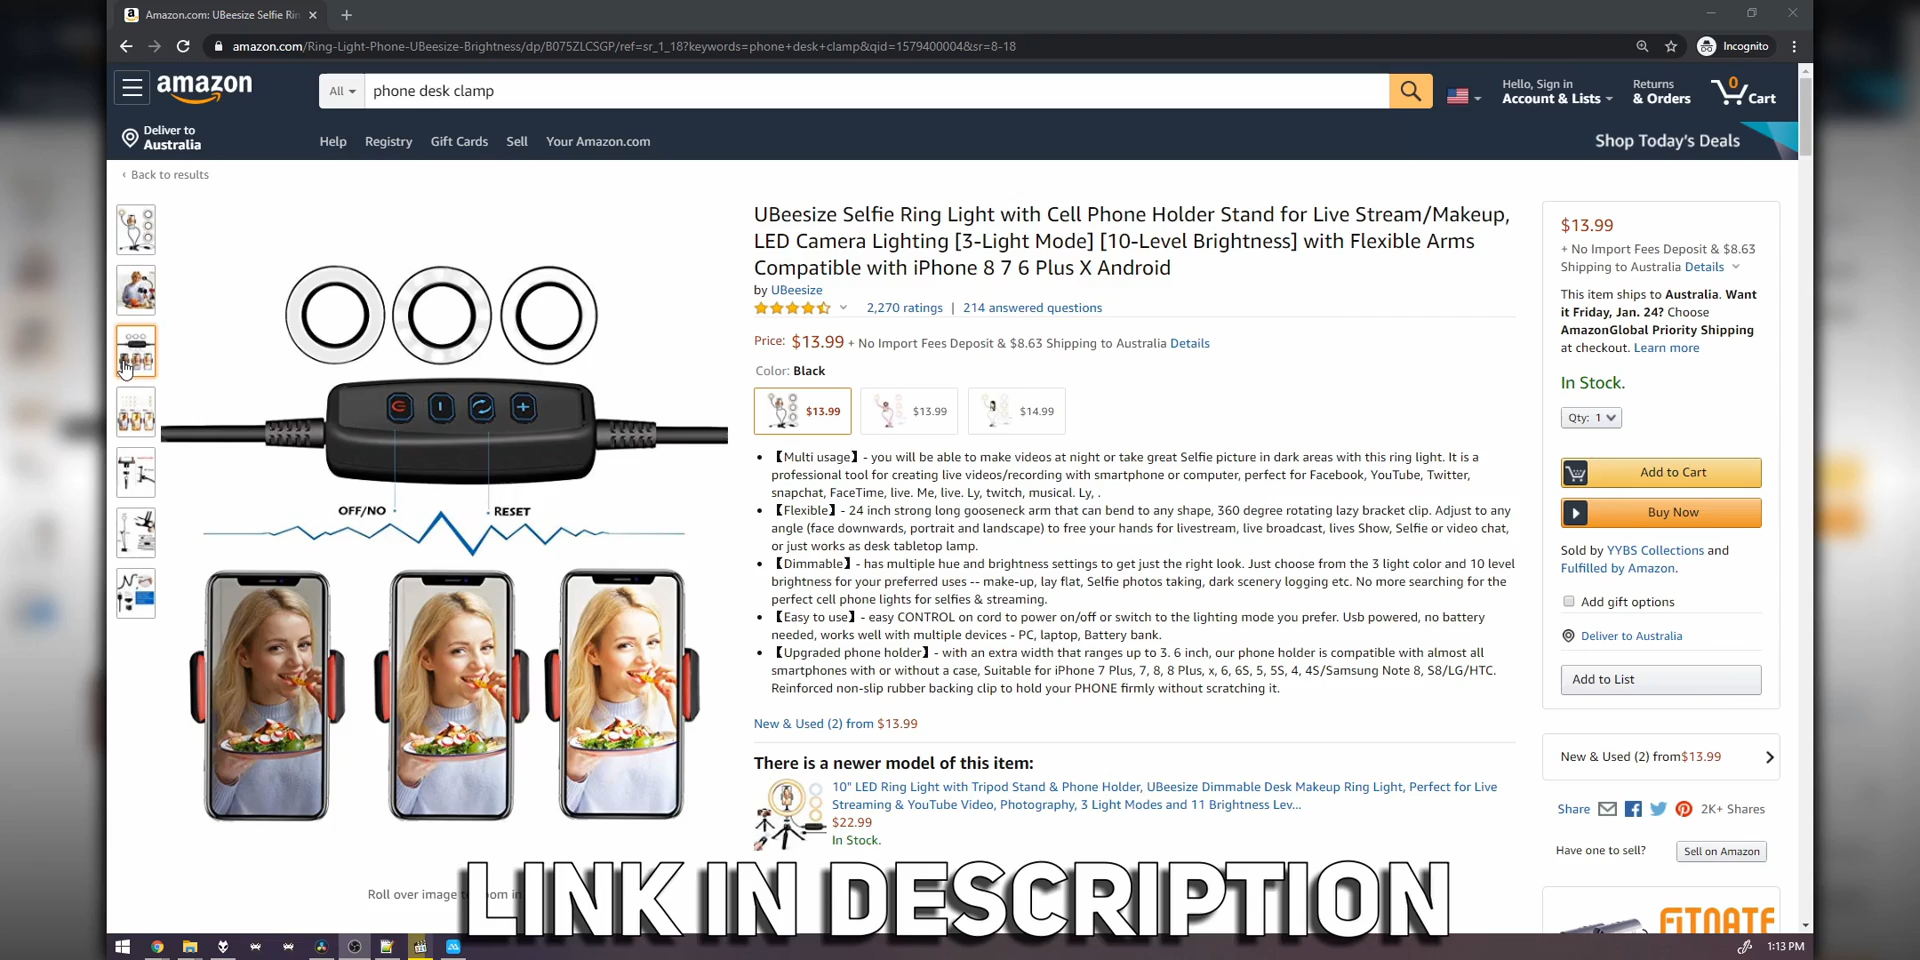 Amazon.com: UBeesize Selfie Rin
amazon.com/Ring-Light-Phone-UBeesize-Brightness/dp/B075ZLCSGP/ref=sr_1_18?keywords=phone+desk+clamp&qid=1579400004&sr=8-18
Incognito
amazon
All
phone desk clamp
Hello, Sign in
Account & Lists
Returns
& Orders
0
Cart
Deliver to
Australia
Help
Registry
Gift Cards
Sell
Your Amazon.com
Shop Today's Deals
‹ Back to results
OFF/NO
RESET
Roll over image to zoom in
UBeesize Selfie Ring Light with Cell Phone Holder Stand for Live Stream/Makeup,
LED Camera Lighting [3-Light Mode] [10-Level Brightness] with Flexible Arms
Compatible with iPhone 8 7 6 Plus X Android
by UBeesize
2,270 ratings | 214 answered questions
Price: $13.99 + No Import Fees Deposit & $8.63 Shipping to Australia Details
Color: Black
$13.99
$13.99
$14.99
• 【Multi usage】- you will be able to make videos at night or take great Selfie picture in dark areas with this ring light. It is a
professional tool for creating live videos/recording with smartphone or computer, perfect for Facebook, YouTube, Twitter,
snapchat, FaceTime, live. Me, live. Ly, twitch, musical. Ly, .
• 【Flexible】- 24 inch strong long gooseneck arm that can bend to any shape, 360 degree rotating lazy bracket clip. Adjust to any
angle (face downwards, portrait and landscape) to free your hands for livestream, live broadcast, lives Show, Selfie or video chat,
or just works as desk tabletop lamp.
• 【Dimmable】- has multiple hue and brightness settings to get just the right look. Just choose from the 3 light color and 10 level
brightness for your preferred uses -- make-up, lay flat, Selfie photos taking, dark scenery logging etc. No more searching for the
perfect cell phone lights for selfies & streaming.
• 【Easy to use】- easy CONTROL on cord to power on/off or switch to the lighting mode you prefer. Usb powered, no battery
needed, works well with multiple devices - PC, laptop, Battery bank.
• 【Upgraded phone holder】- with an extra width that ranges up to 3. 6 inch, our phone holder is compatible with almost all
smartphones with or without a case, Suitable for iPhone 7 Plus, 7, 8, 8 Plus, x, 6, 6S, 5, 5S, 4, 4S/Samsung Note 8, S8/LG/HTC.
Reinforced non-slip rubber backing clip to hold your PHONE firmly without scratching it.
New & Used (2) from $13.99
There is a newer model of this item:
10" LED Ring Light with Tripod Stand & Phone Holder, UBeesize Dimmable Desk Makeup Ring Light, Perfect for Live
Streaming & YouTube Video, Photography, 3 Light Modes and 11 Brightness Lev...
$22.99
In Stock.
$13.99
+ No Import Fees Deposit & $8.63
Shipping to Australia Details
This item ships to Australia. Want
it Friday, Jan. 24? Choose
AmazonGlobal Priority Shipping
at checkout. Learn more
In Stock.
Qty: 1
Add to Cart
Buy Now
Sold by YYBS Collections and
Fulfilled by Amazon.
Add gift options
Deliver to Australia
Add to List
New & Used (2) from$13.99
Share
2K+ Shares
Have one to sell?
Sell on Amazon
FITNATE
LINK IN DESCRIPTION
1:13 PM